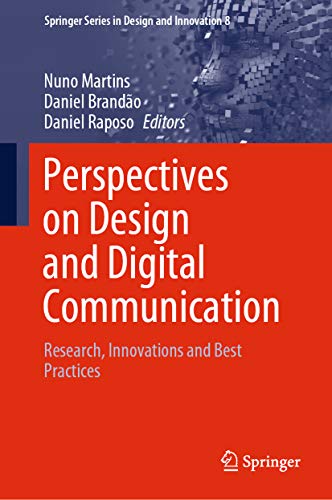 Springer Series in Design and Innovation 8
Nuno Martins
Daniel Brandão
Daniel Raposo Editors
Perspectives
on Design
and Digital
Communication
Research, Innovations and Best
Practices
Springer